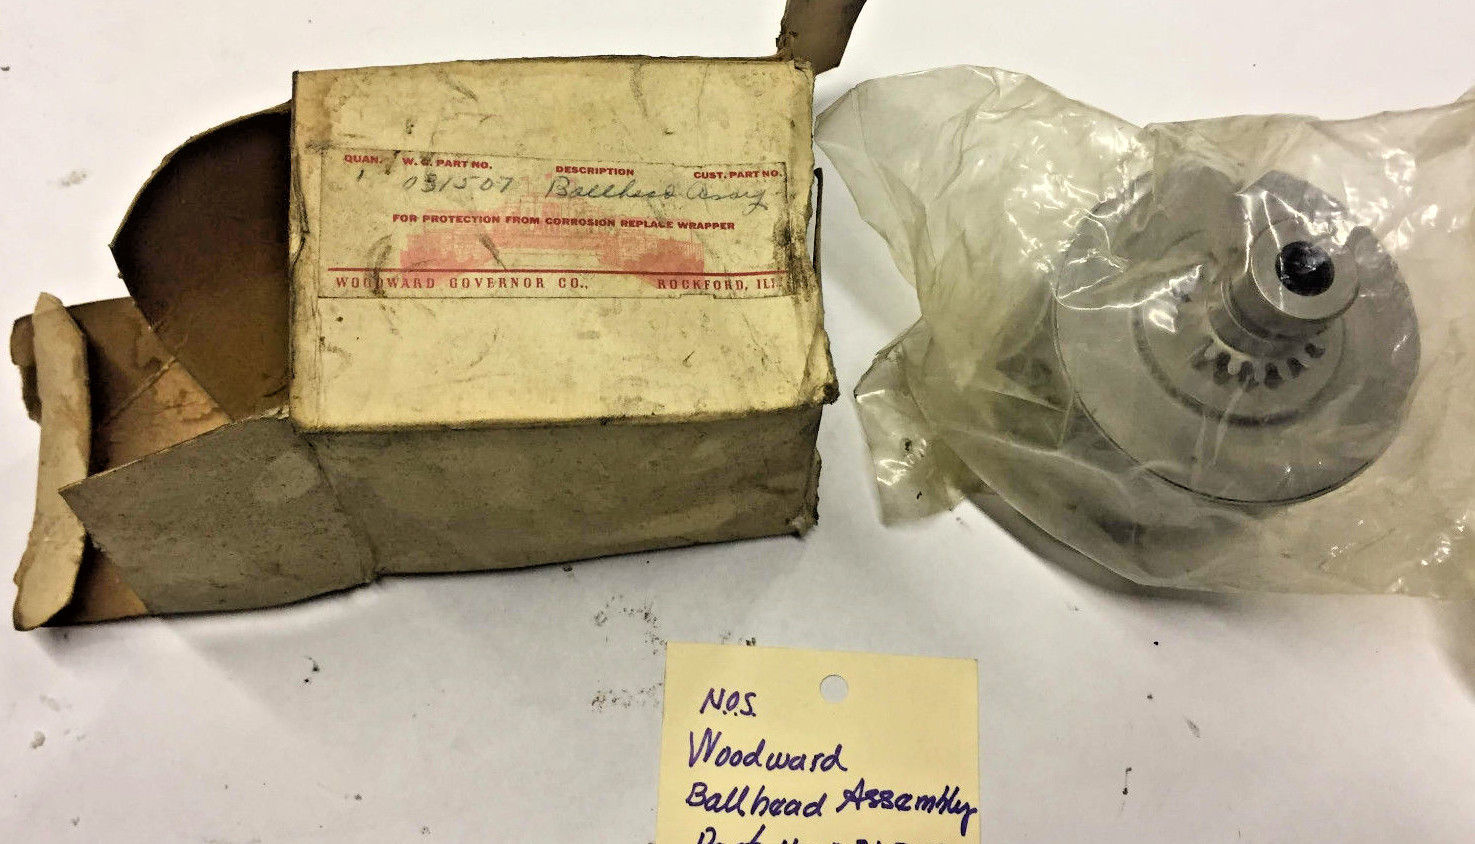 QUAN. W. G. PART NO. DESCRIPTION CUST. PART NO.
1 031507 Ballhead Assy
FOR PROTECTION FROM CORROSION REPLACE WRAPPER
WOODWARD GOVERNOR CO., ROCKFORD, ILL.
N.O.S.
Woodward
Ballhead Assembly
Part